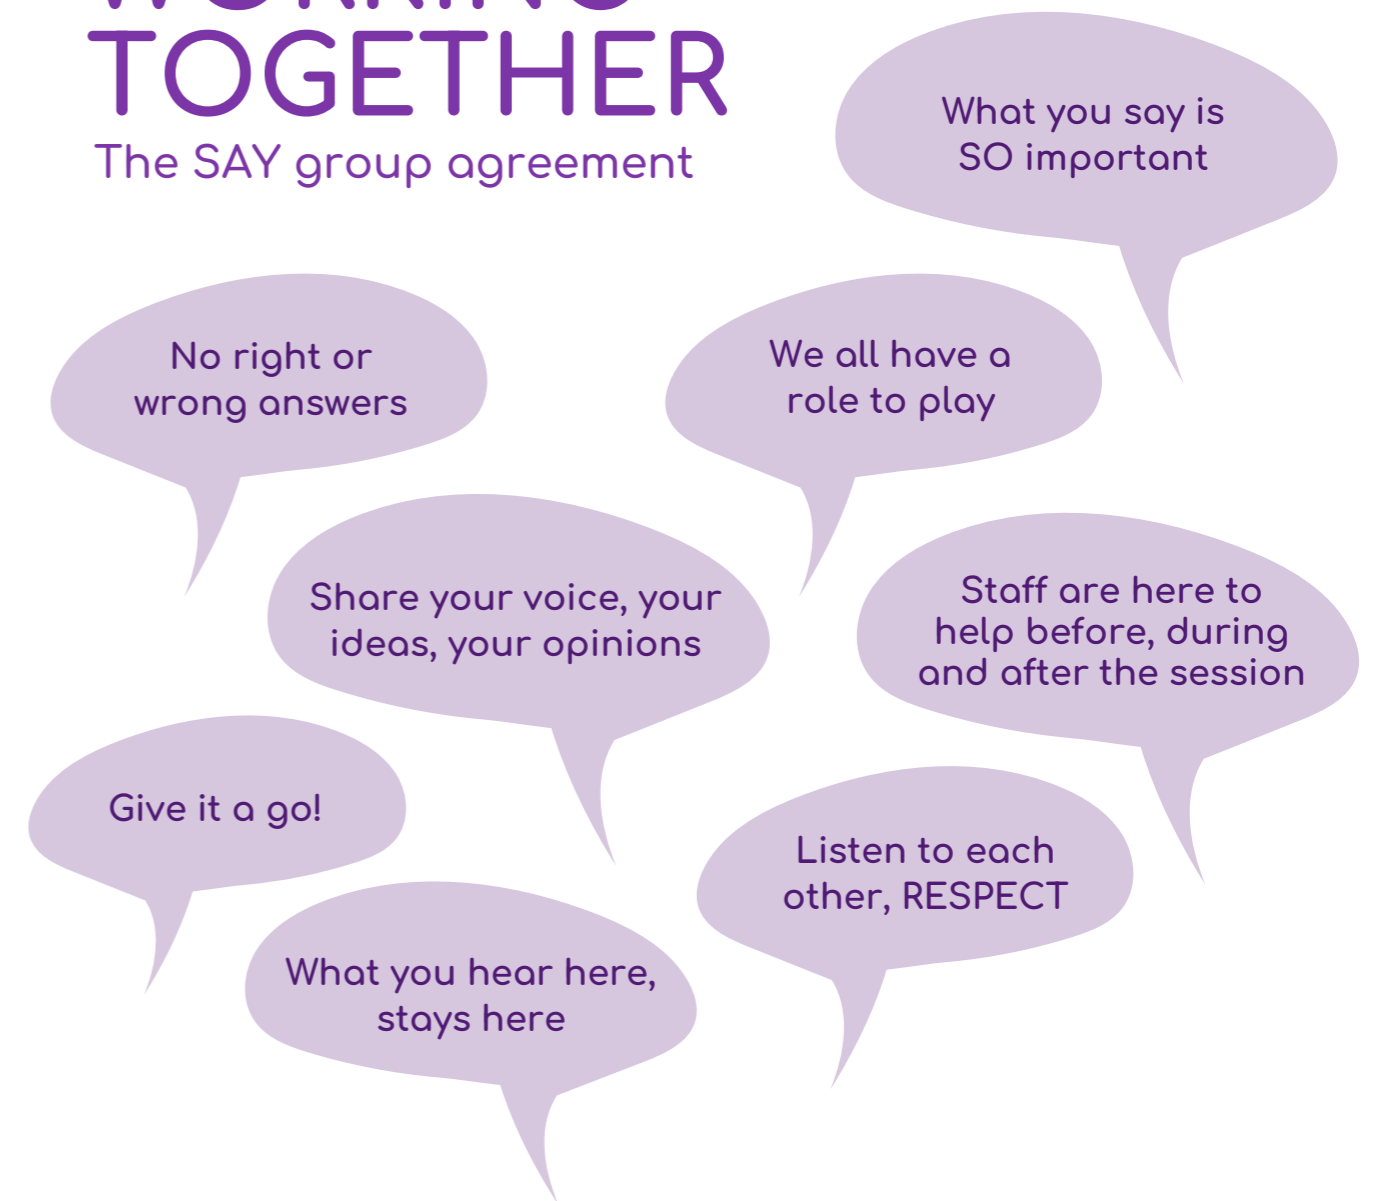 WORKING
TOGETHER
The SAY group agreement
What you say is
SO important
No right or
wrong answers
We all have a
role to play
Share your voice, your
ideas, your opinions
Staff are here to
help before, during
and after the session
Give it a go!
Listen to each
other, RESPECT
What you hear here,
stays here